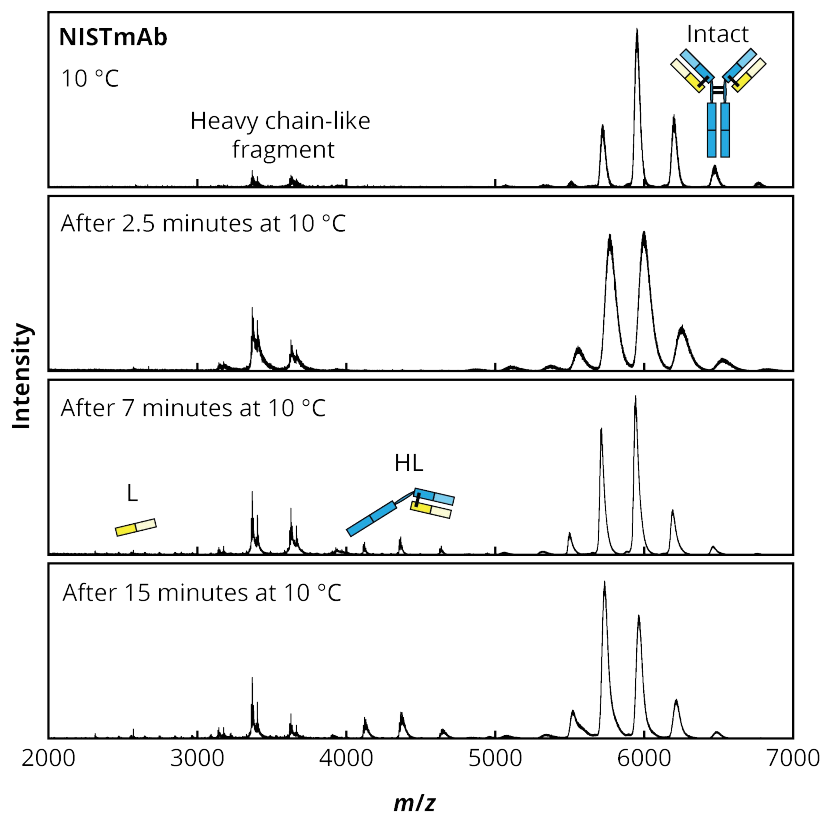 NISTmAb
10 °C
Heavy chain-like
fragment
Intact
After 2.5 minutes at 10 °C
After 7 minutes at 10 °C
L
HL
After 15 minutes at 10 °C
Intensity
2000 3000 4000 5000 6000 7000
m/z